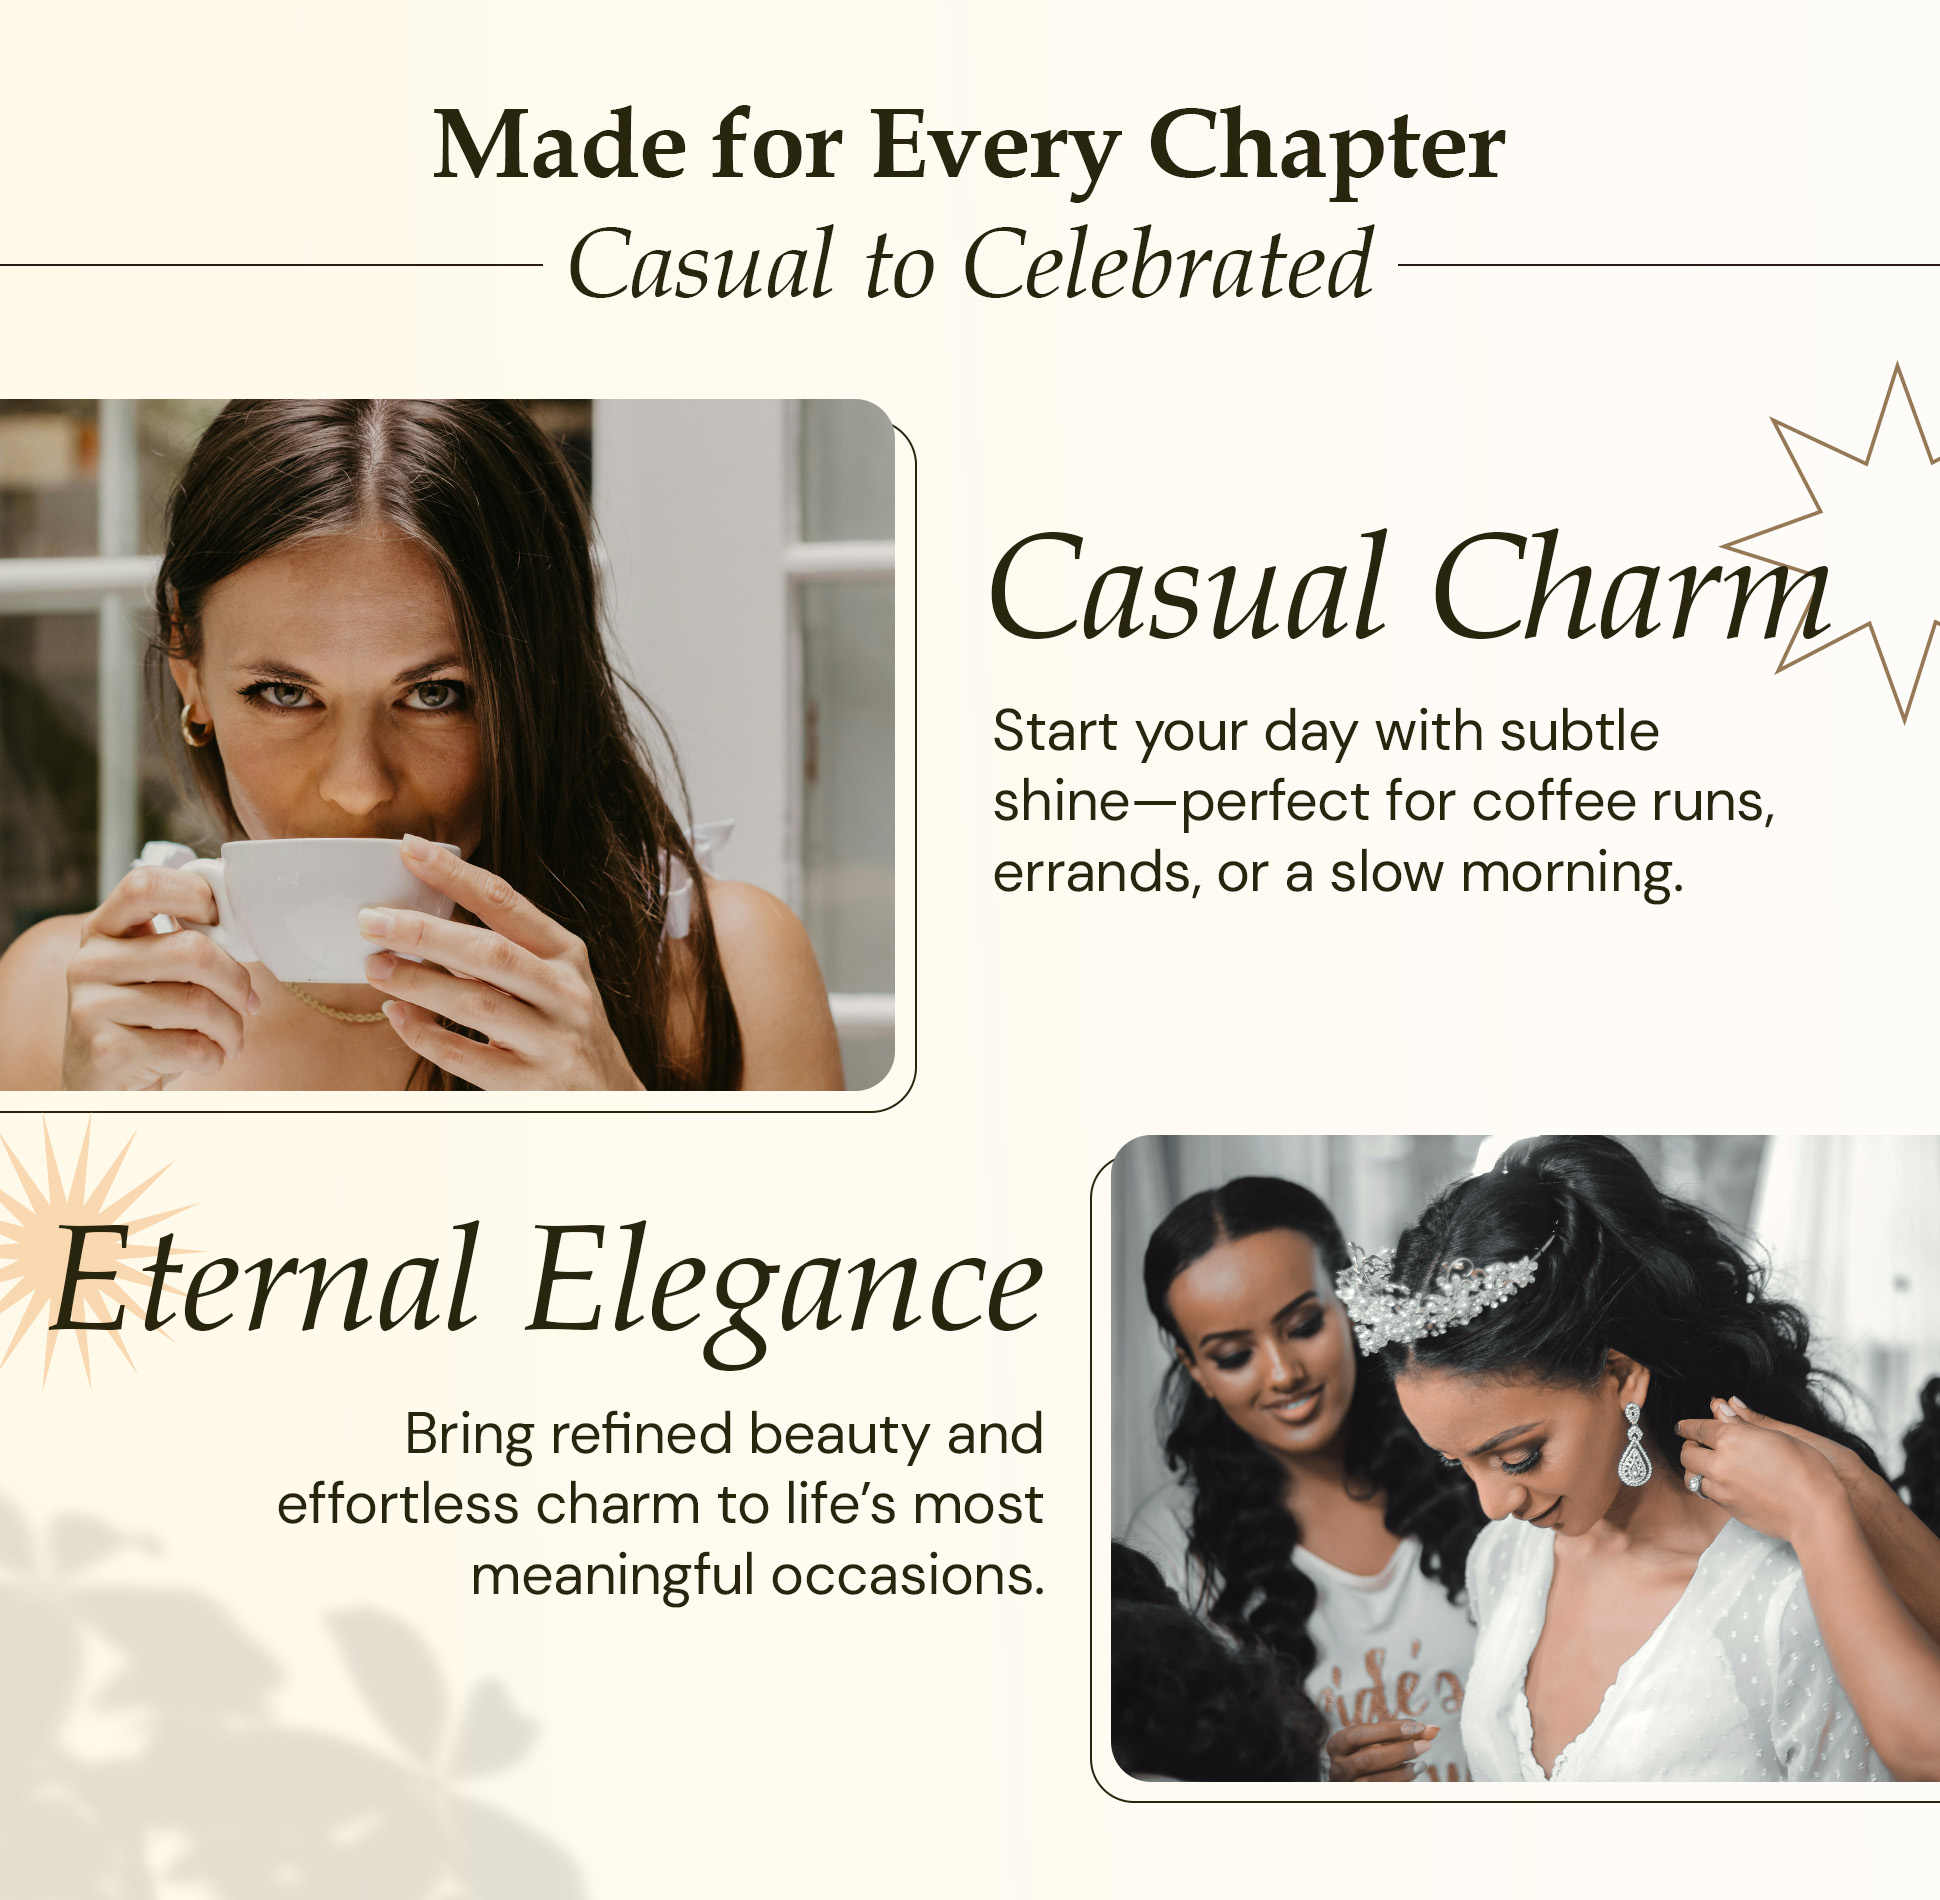 Made for Every Chapter
Casual to Celebrated
Casual Charm
Start your day with subtle
shine—perfect for coffee runs,
errands, or a slow morning.
Eternal Elegance
Bring refined beauty and
effortless charm to life’s most
meaningful occasions.